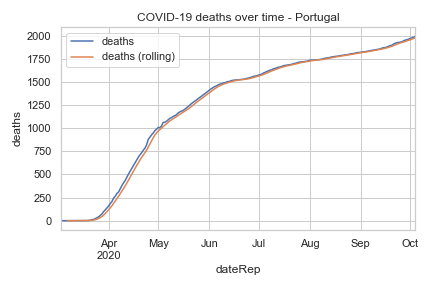 COVID-19 deaths over time - Portugal
deaths
deaths (rolling)
2000
1750
1500
1250
1000
750
500
250
0
deaths
Apr May Jun Jul Aug Sep Oct
2020
dateRep